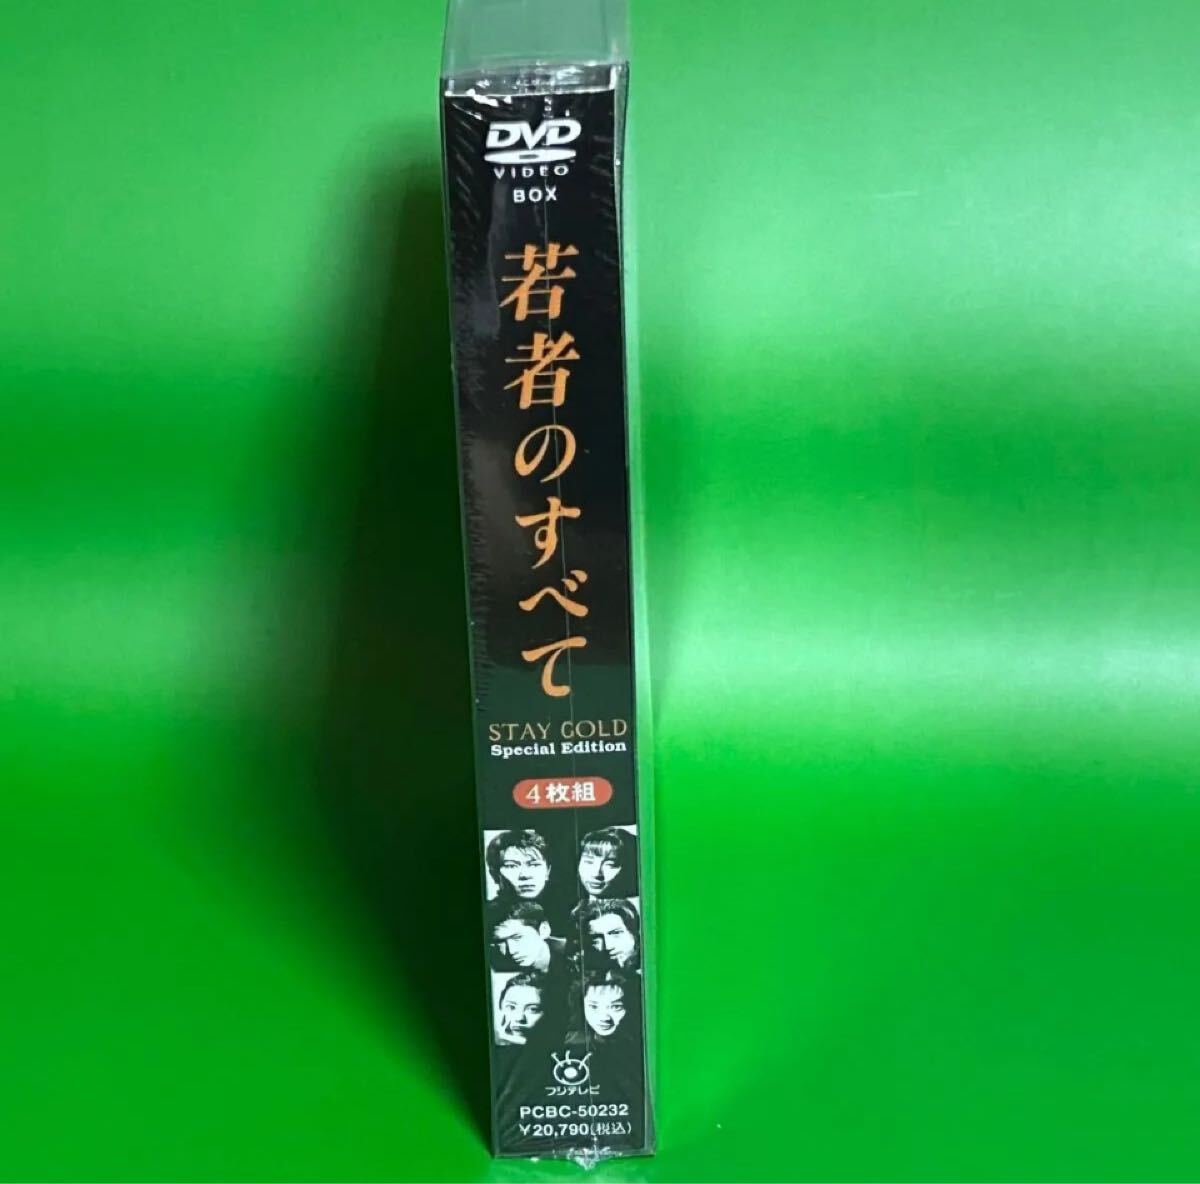 DVD
VIDEO
BOX
若者のすべて
STAY GOLD
Special Edition
4枚組
フジテレビ
PCBC-50232
¥20,790(税込)